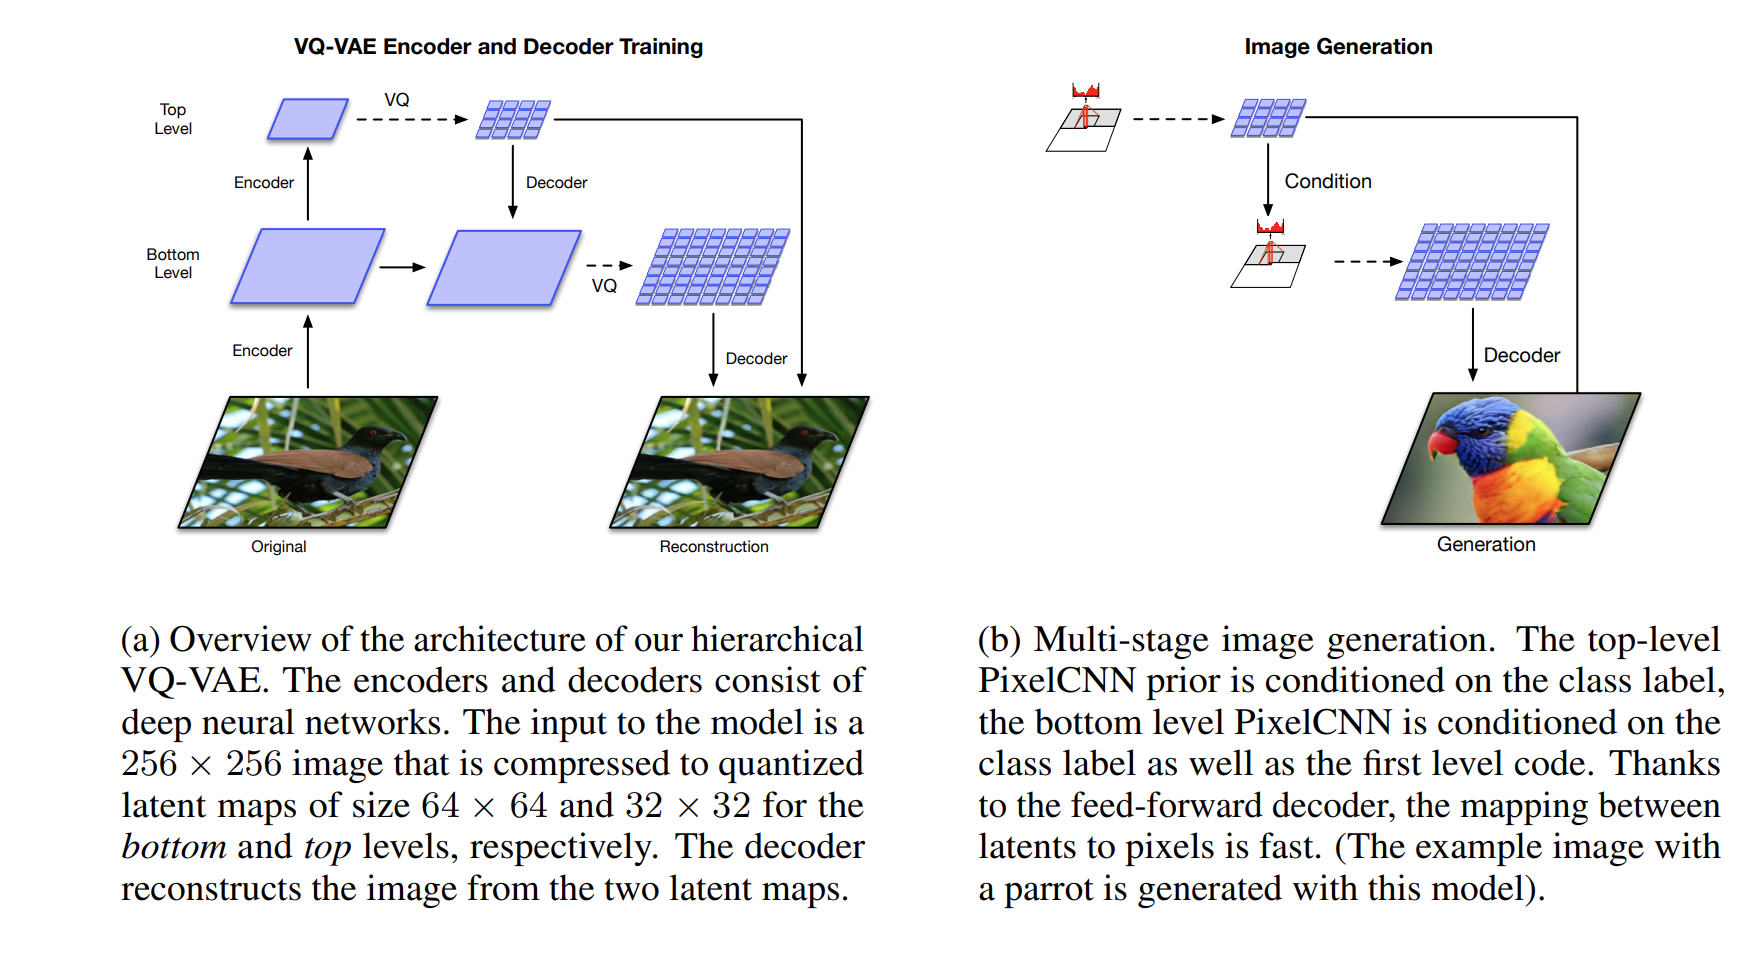 VQ-VAE Encoder and Decoder Training
Top
Level
VQ
Encoder
Decoder
Bottom
Level
VQ
Encoder
Decoder
Original
Reconstruction
(a) Overview of the architecture of our hierarchical
VQ-VAE. The encoders and decoders consist of
deep neural networks. The input to the model is a
256 × 256 image that is compressed to quantized
latent maps of size 64 × 64 and 32 × 32 for the
bottom and top levels, respectively. The decoder
reconstructs the image from the two latent maps.
Image Generation
Condition
Decoder
Generation
(b) Multi-stage image generation. The top-level
PixelCNN prior is conditioned on the class label,
the bottom level PixelCNN is conditioned on the
class label as well as the first level code. Thanks
to the feed-forward decoder, the mapping between
latents to pixels is fast. (The example image with
a parrot is generated with this model).